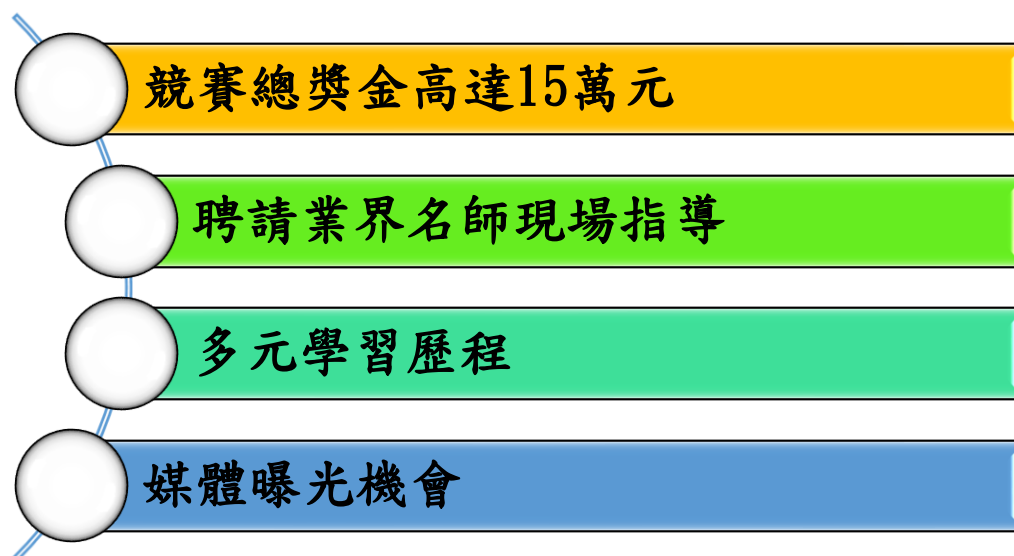 競賽總獎金高達15萬元
聘請業界名師現場指導
多元學習歷程
媒體曝光機會